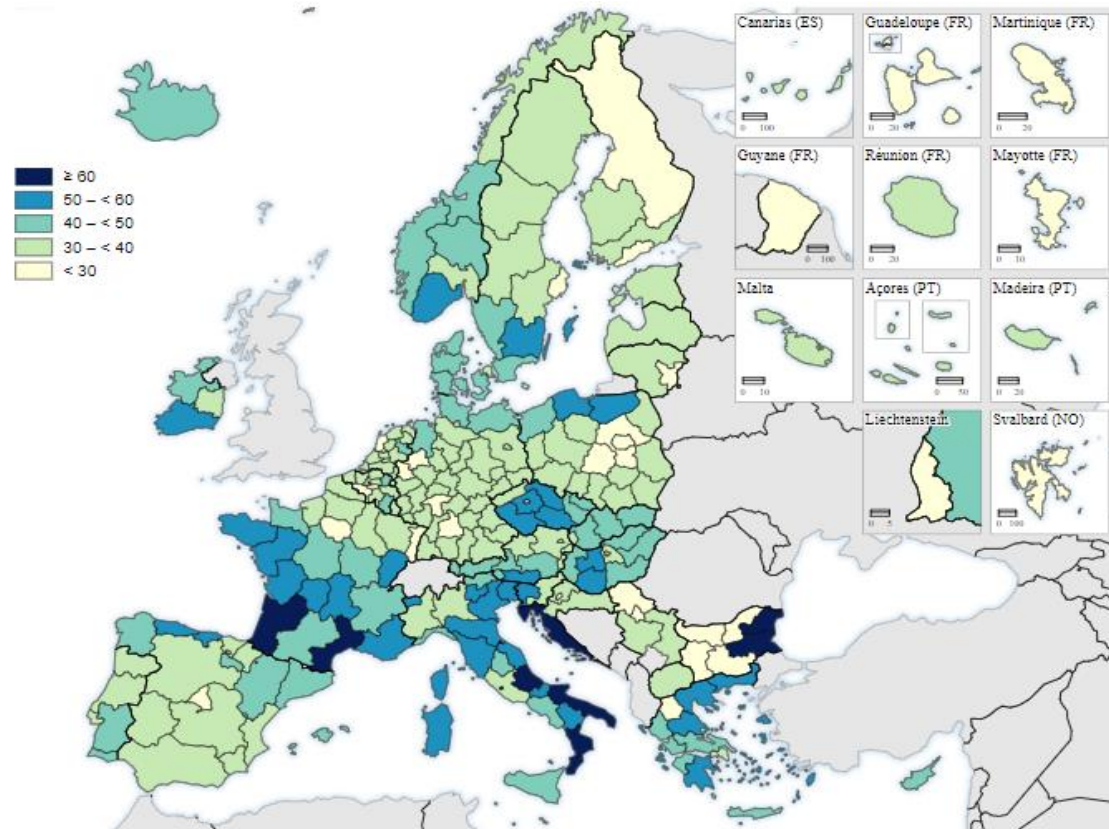 Canarias (ES)
0 100
Guadeloupe (FR)
0 20
Martinique (FR)
0 20
≥ 60
50 – < 60
40 – < 50
30 – < 40
< 30
Guyane (FR)
0 100
Réunion (FR)
0 20
Mayotte (FR)
0 10
Malta
0 10
Açores (PT)
0 50
Madeira (PT)
0 20
Liechtenstein
0 5
Svalbard (NO)
0 100